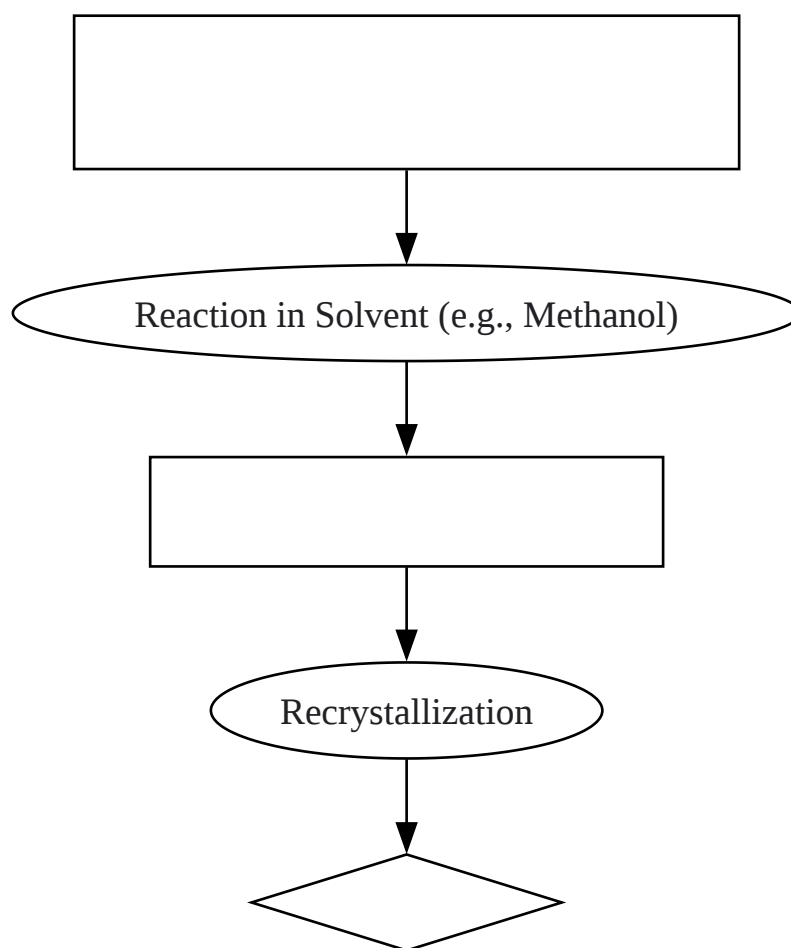 Reaction in Solvent (e.g., Methanol)
Recrystallization